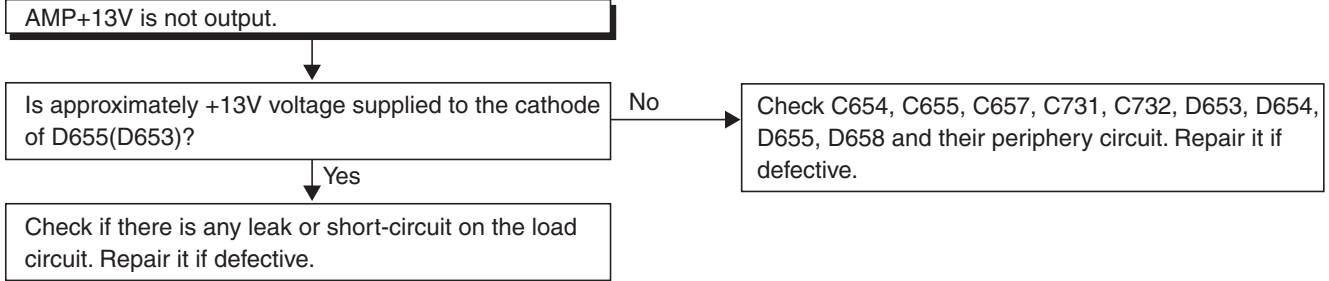 AMP+13V is not output.
Is approximately +13V voltage supplied to the cathode
of D655(D653)?
No
Check C654, C655, C657, C731, C732, D653, D654,
D655, D658 and their periphery circuit. Repair it if
defective.
Yes
Check if there is any leak or short-circuit on the load
circuit. Repair it if defective.